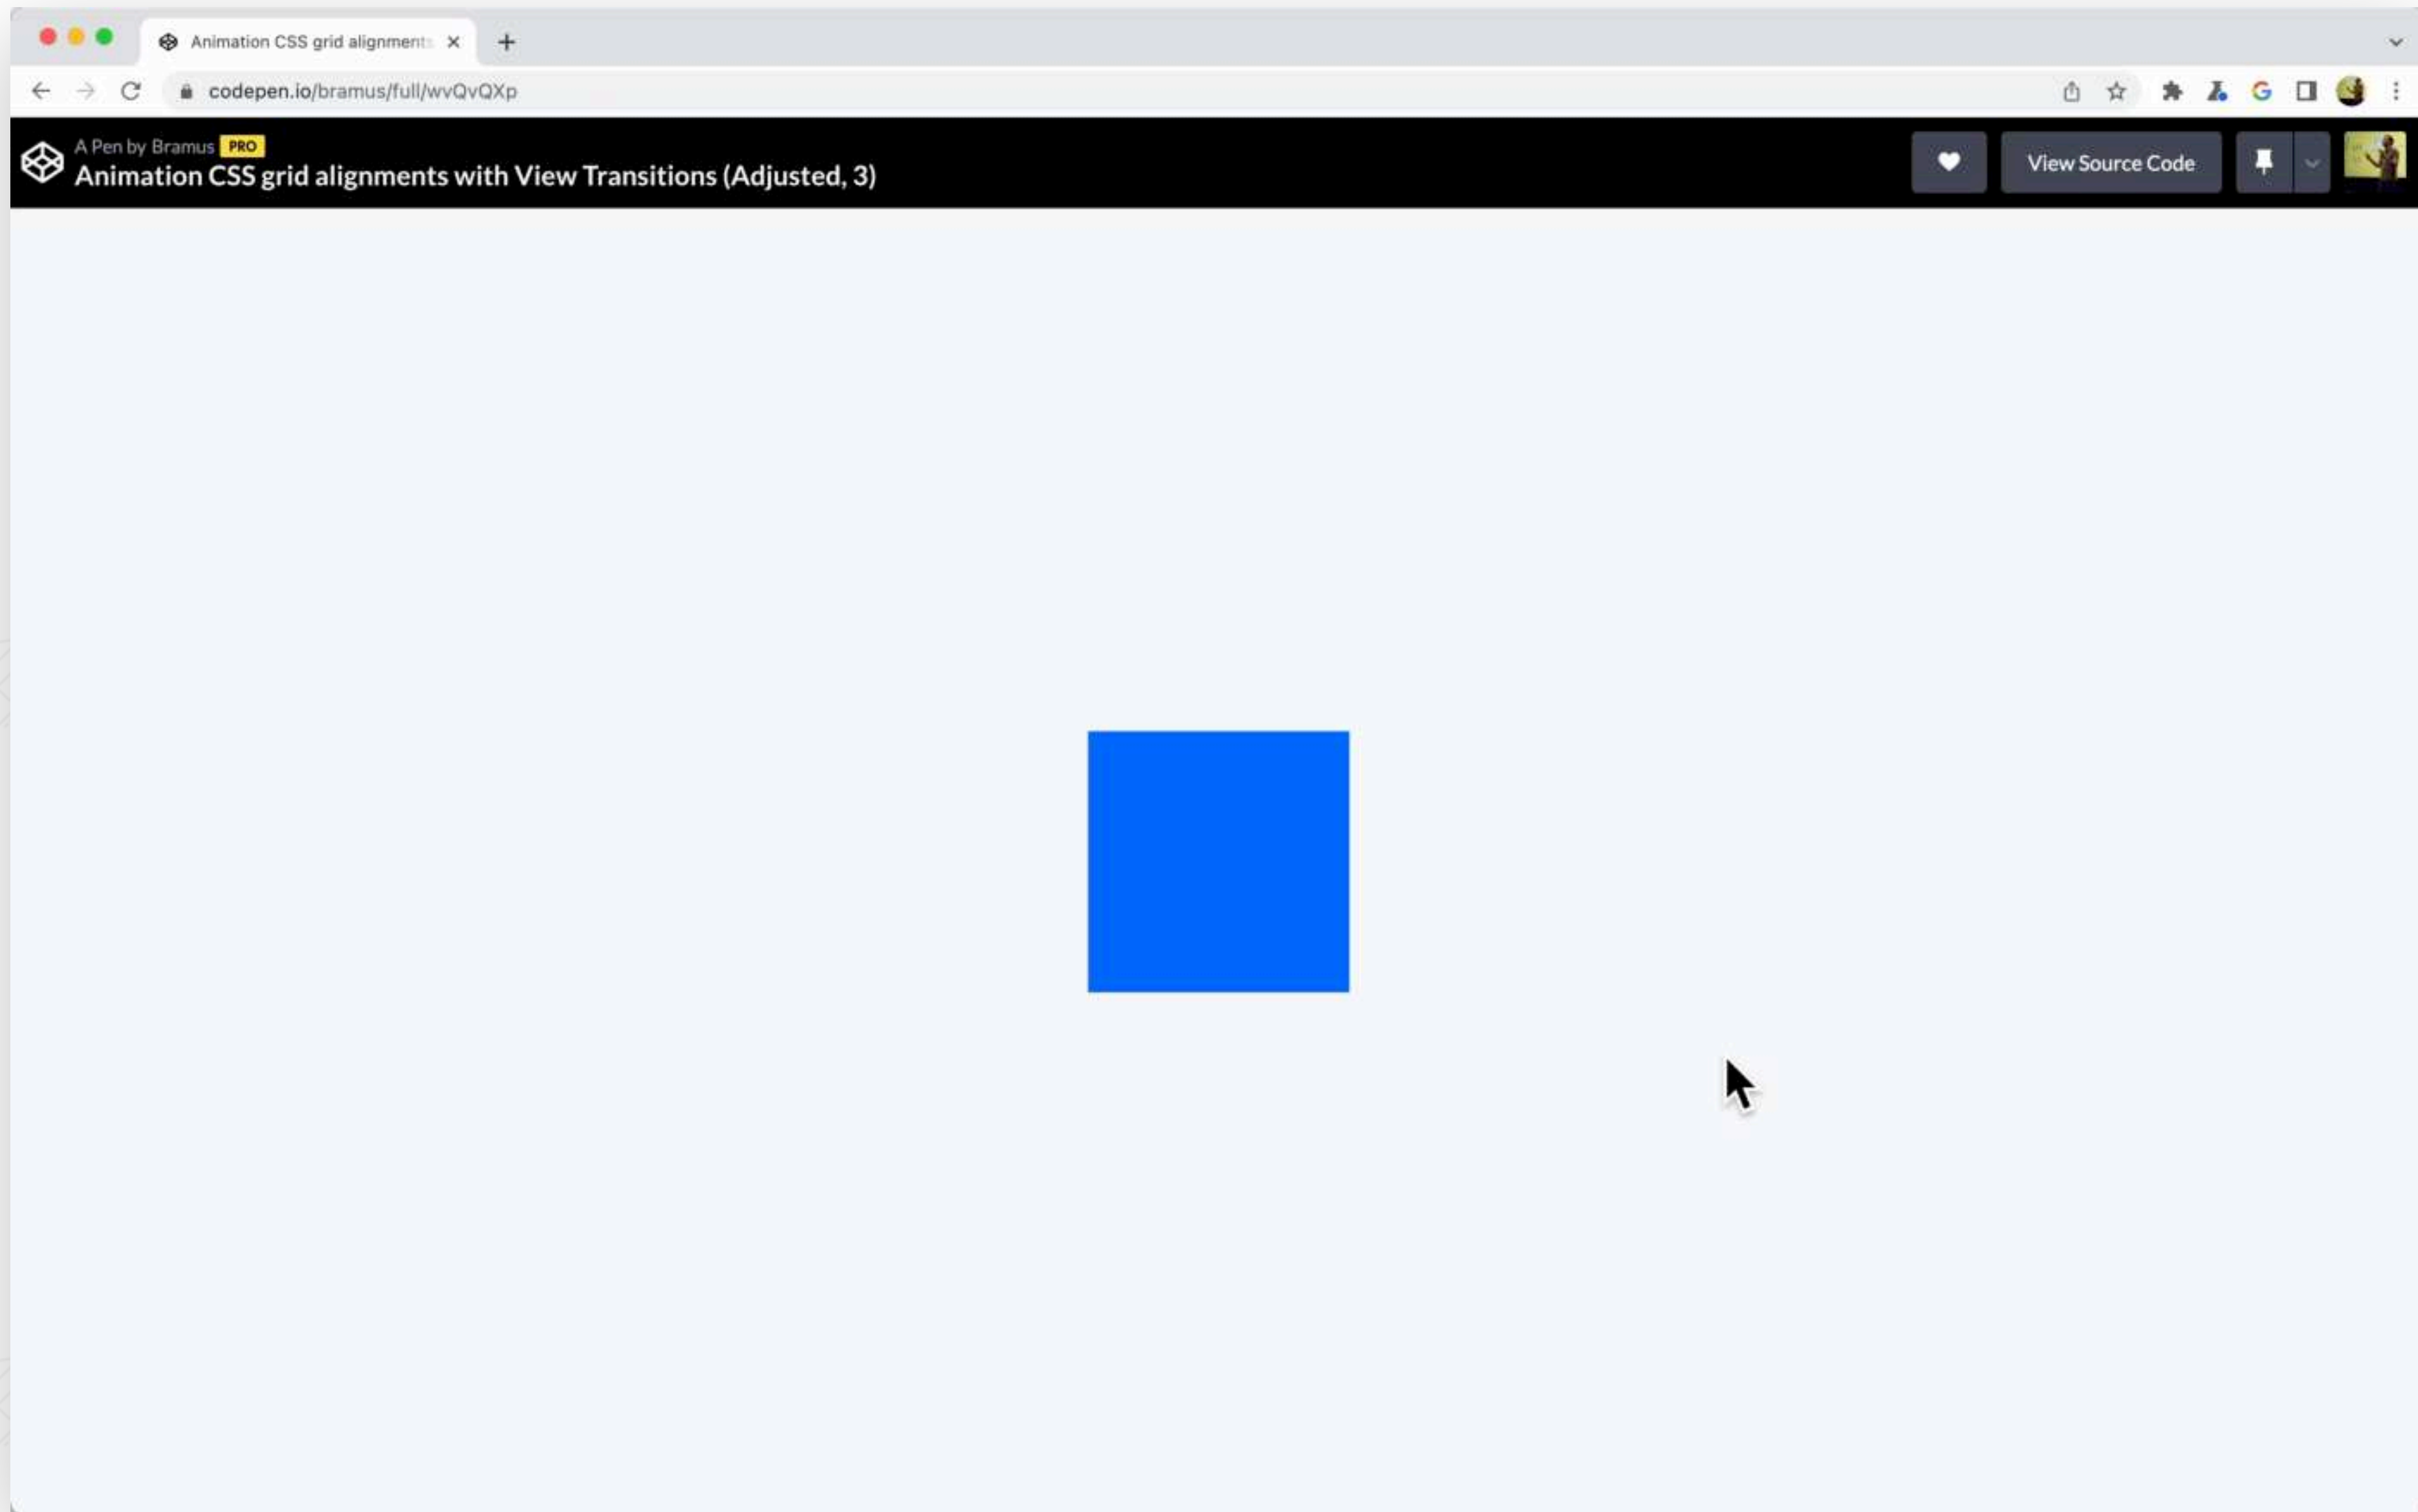 Animation CSS grid alignment
codepen.io/bramus/full/wvQvQXp
A Pen by Bramus PRO
Animation CSS grid alignments with View Transitions (Adjusted, 3)
View Source Code